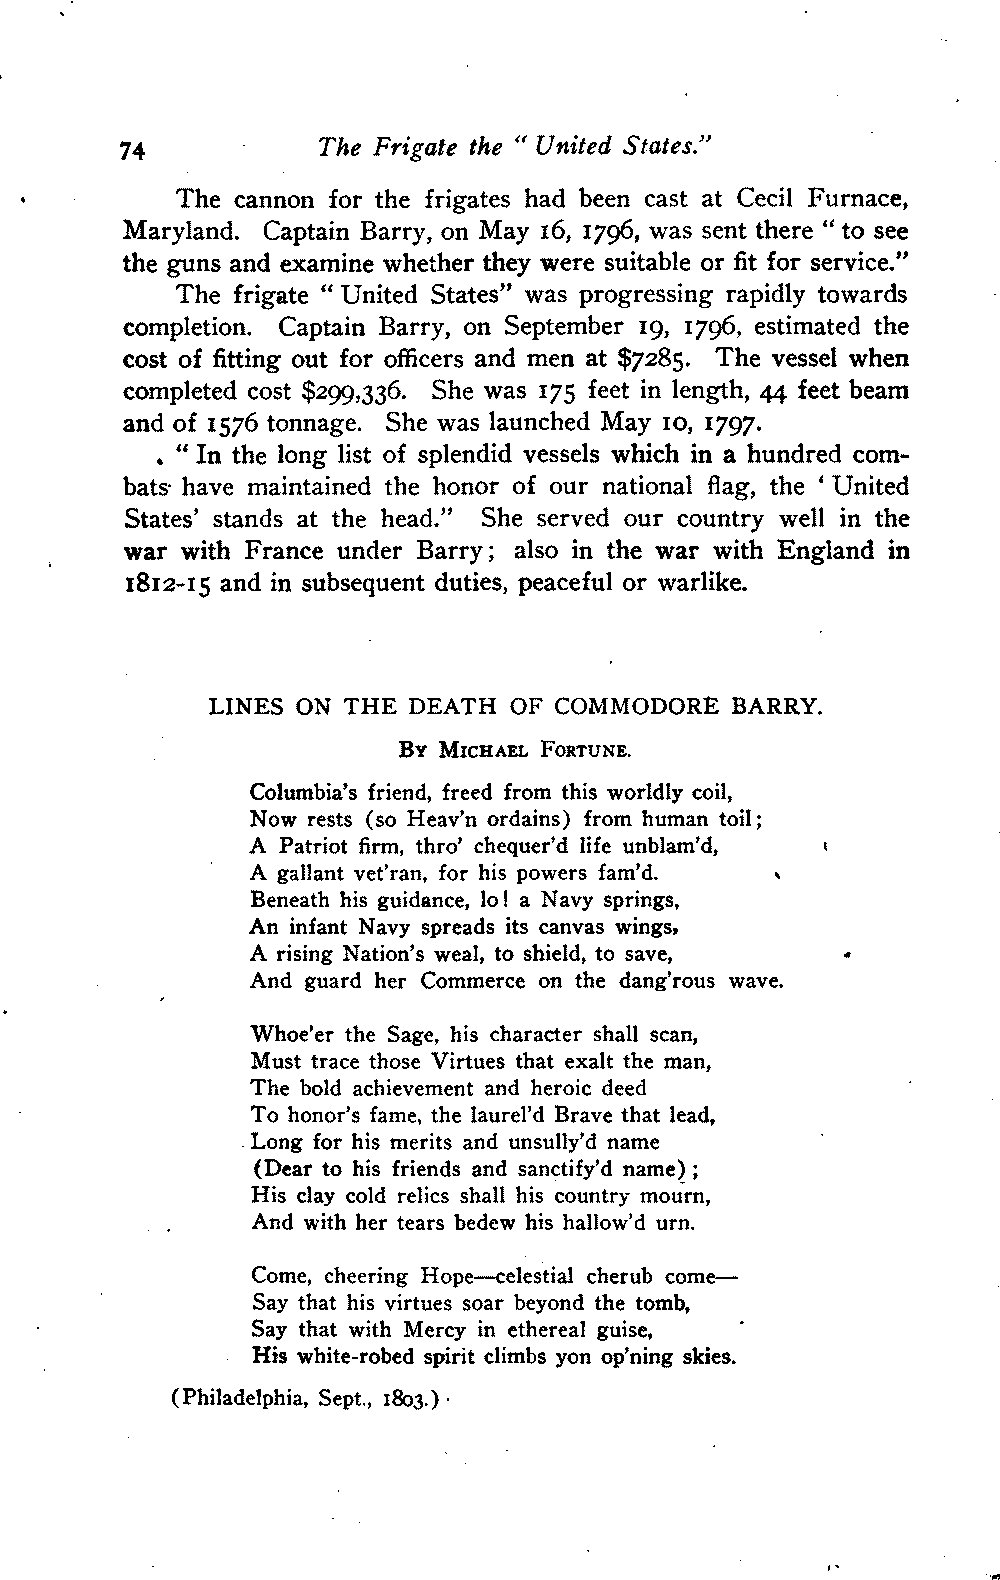 74 The Frigate the “ United States.”
The cannon for the frigates had been cast at Cecil Furnace,
Maryland. Captain Barry, on May 16, 1796, was sent there “ to see
the guns and examine whether they were suitable or fit for service.”
The frigate “ United States” was progressing rapidly towards
completion. Captain Barry, on September 19, 1796, estimated the
cost of fitting out for officers and men at $7285. The vessel when
completed cost $299,336. She was 175 feet in length, 44 feet beam
and of 1576 tonnage. She was launched May 10, 1797.
“ In the long list of splendid vessels which in a hundred com-
bats have maintained the honor of our national flag, the ‘ United
States’ stands at the head.” She served our country well in the
war with France under Barry; also in the war with England in
1812-15 and in subsequent duties, peaceful or warlike.
LINES ON THE DEATH OF COMMODORE BARRY.
By Michael Fortune.
Columbia’s friend, freed from this worldly coil,
Now rests (so Heav’n ordains) from human toil;
A Patriot firm, thro’ chequer’d life unblam’d,
A gallant vet’ran, for his powers fam’d.
Beneath his guidance, lo! a Navy springs,
An infant Navy spreads its canvas wings,
A rising Nation’s weal, to shield, to save,
And guard her Commerce on the dang’rous wave.
Whoe’er the Sage, his character shall scan,
Must trace those Virtues that exalt the man,
The bold achievement and heroic deed
To honor’s fame, the laurel’d Brave that lead,
Long for his merits and unsully’d name
(Dear to his friends and sanctify’d name);
His clay cold relics shall his country mourn,
And with her tears bedew his hallow’d urn.
Come, cheering Hope—celestial cherub come—
Say that his virtues soar beyond the tomb,
Say that with Mercy in ethereal guise,
His white-robed spirit climbs yon op’ning skies.
(Philadelphia, Sept., 1803.)